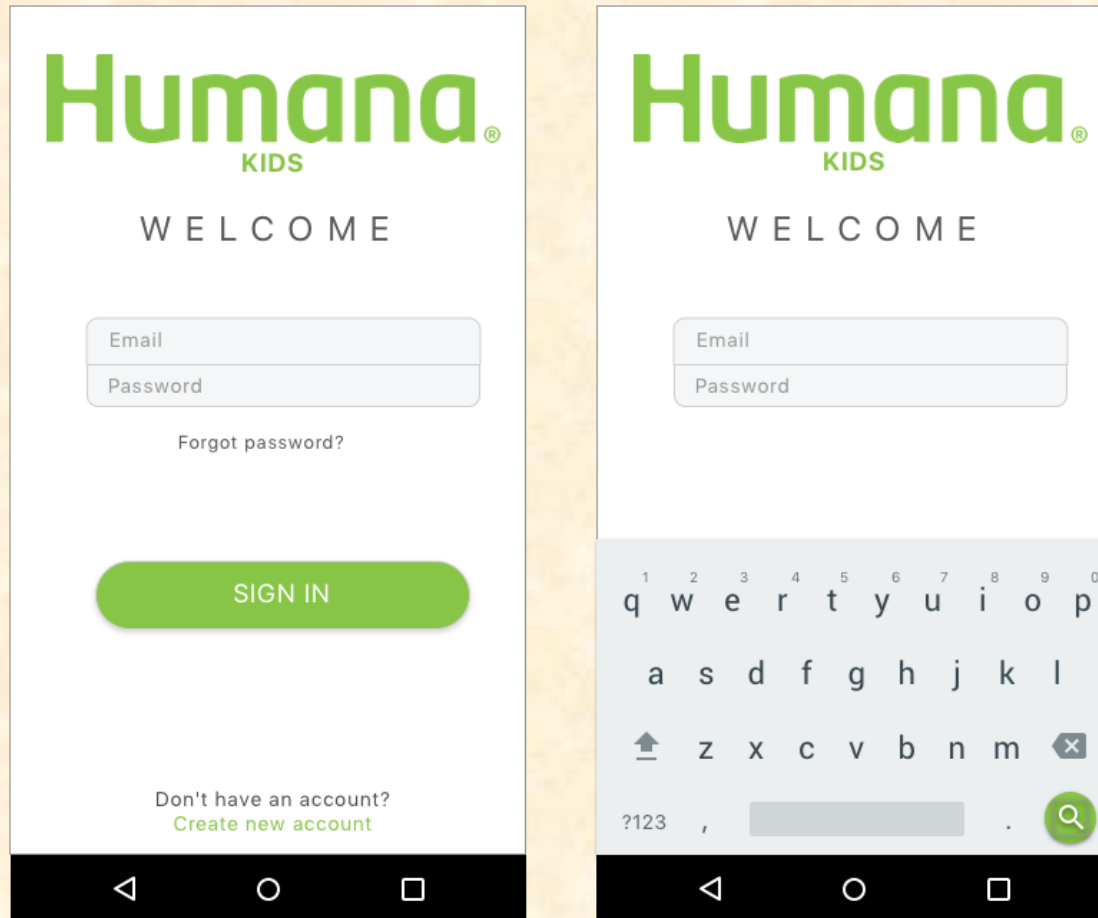 Humana®
KIDS
WELCOME
Email
Password
Forgot password?
SIGN IN
Don't have an account?
Create new account
Humana®
KIDS
WELCOME
Email
Password
1 2 3 4 5 6 7 8 9 0
q w e r t y u i o p
a s d f g h j k l
z x c v b n m
?123 , .